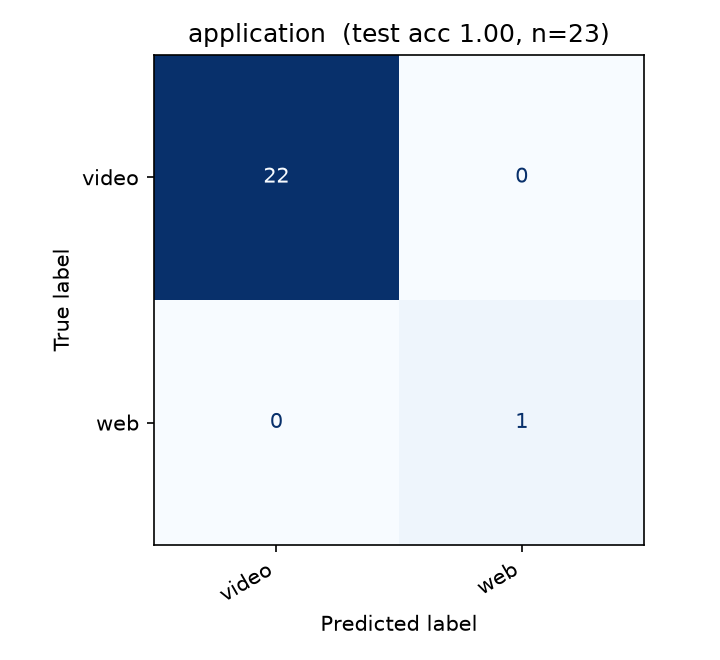 application  (test acc 1.00, n=23)
video
22
0
True label
web
0
1
video
web
Predicted label